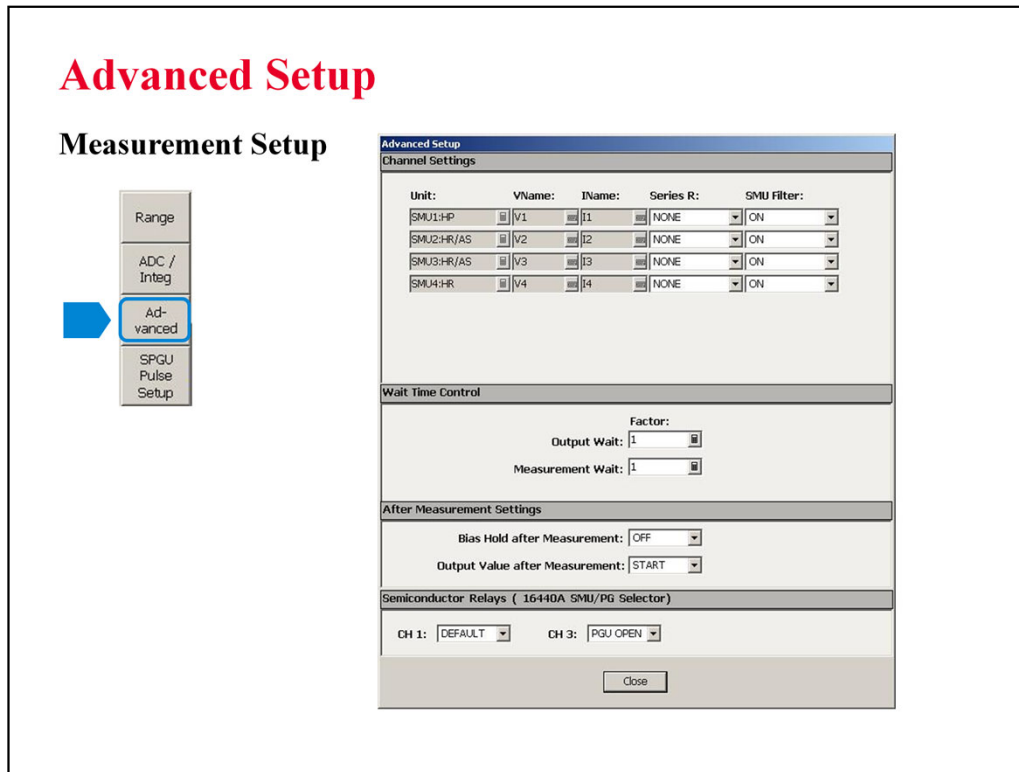 Advanced Setup
Measurement Setup
Range
ADC /
Integ
Ad-
vanced
SPGU
Pulse
Setup
Advanced Setup
Channel Settings
Unit: VName: IName: Series R: SMU Filter:
SMU1:HP V1 I1 NONE ON
SMU2:HR/AS V2 I2 NONE ON
SMU3:HR/AS V3 I3 NONE ON
SMU4:HR V4 I4 NONE ON
Wait Time Control
Factor:
Output Wait: 1
Measurement Wait: 1
After Measurement Settings
Bias Hold after Measurement: OFF
Output Value after Measurement: START
Semiconductor Relays ( 16440A SMU/PG Selector)
CH 1: DEFAULT CH 3: PGU OPEN
Close